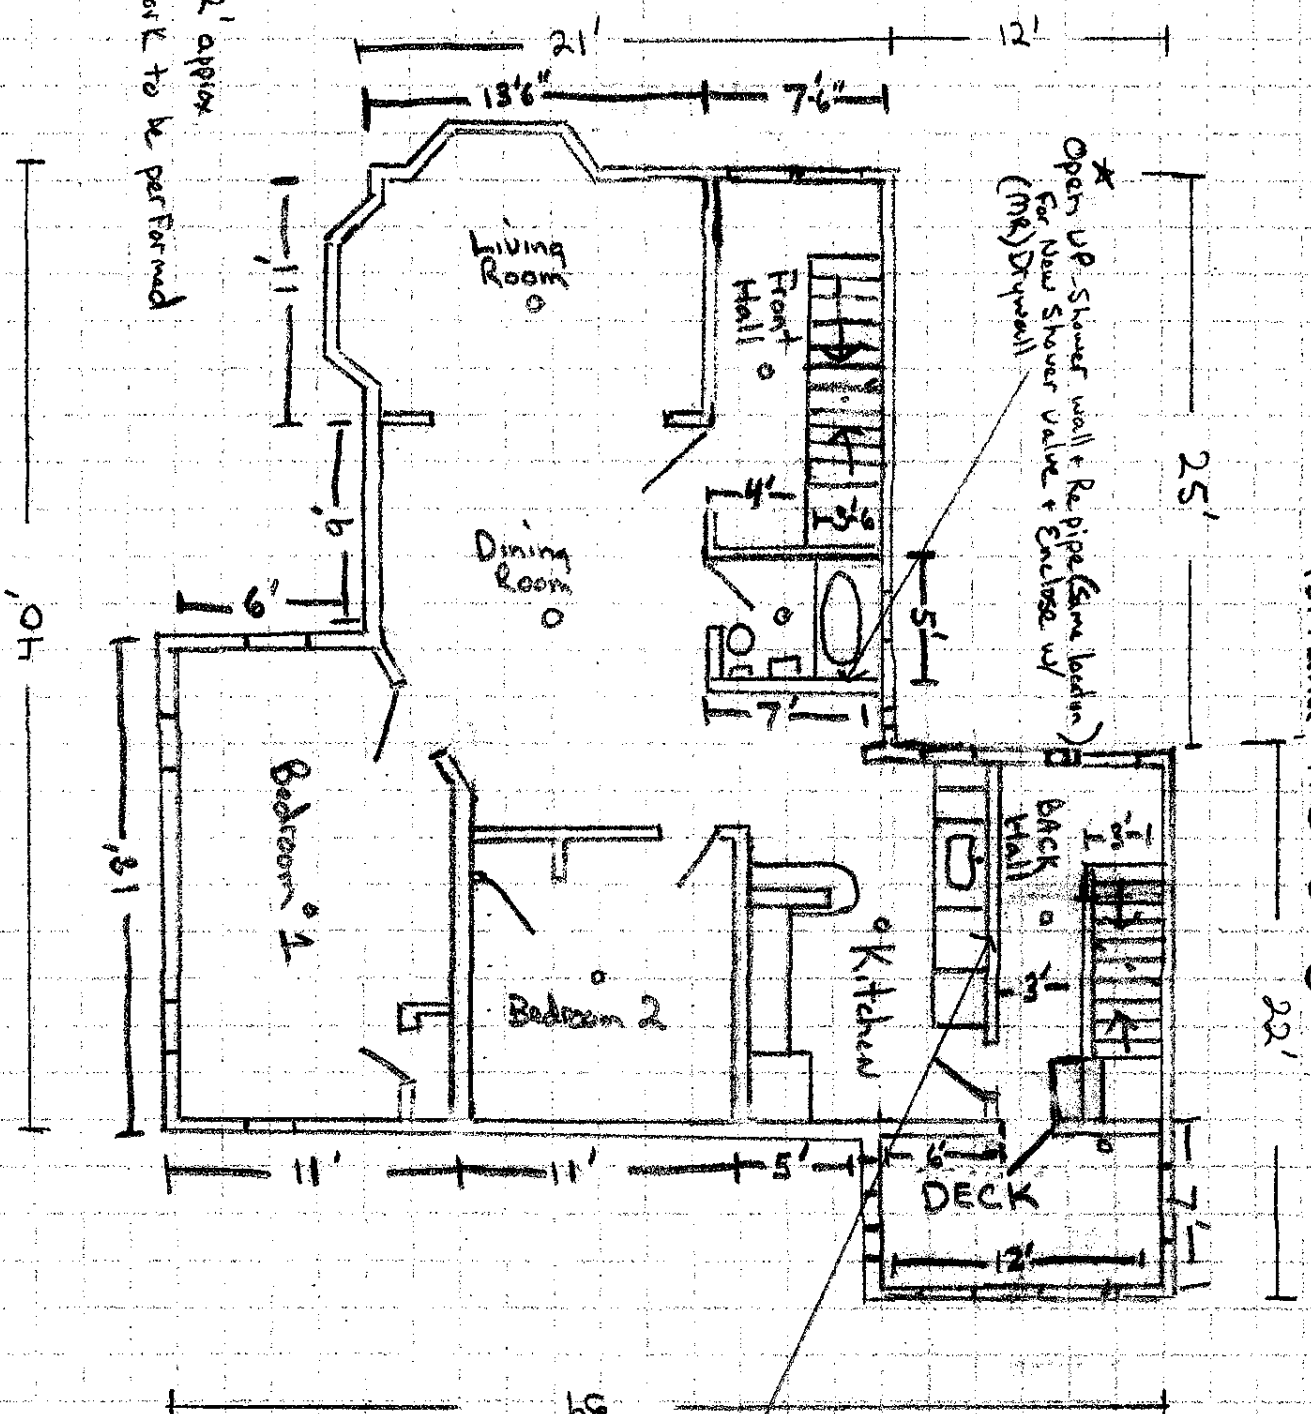 21'
12'
13'6"
7'6"
approx
to be performed
★
Open up Shower wall + Re pipe (same location)
For New Shower valve + Enclose w/
(MR) Drywall
Living
Room
Front
Hall
11'
25'
4'
3'6
9'
Dining
Room
6'
5'
40'
7'
Bedroom 1
BACK
Hall
18'
Kitchen
3'
Bedroom 2
22'
11'
11'
5'
6'
DECK
7'
12'